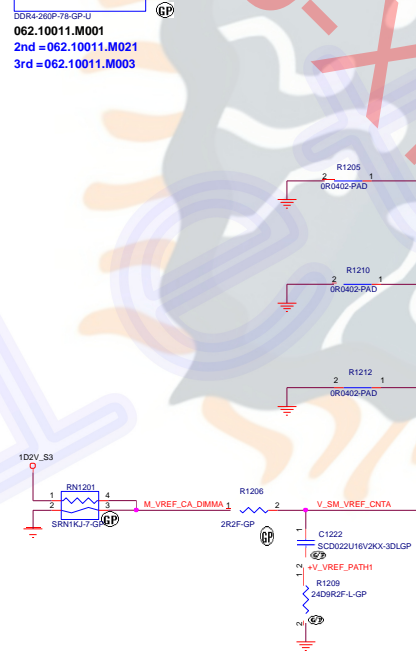 DDR4-260P-78-GP-U
GP
062.10011.M001
2nd =062.10011.M021
3rd =062.10011.M003
R1205
2 1
0R0402-PAD
R1210
2 1
0R0402-PAD
R1212
2 1
0R0402-PAD
1D2V_S3
RN1201
1 4
2 3
SRN1KJ-7-GP
GP
M_VREF_CA_DIMMA
R1206
1 2
2R2F-GP
GP
V_SM_VREF_CNTA
1
C1222
SCD022U16V2KX-3DLGP
GP
2
+V_VREF_PATH1
1
R1209
24D9R2F-L-GP
2
GP